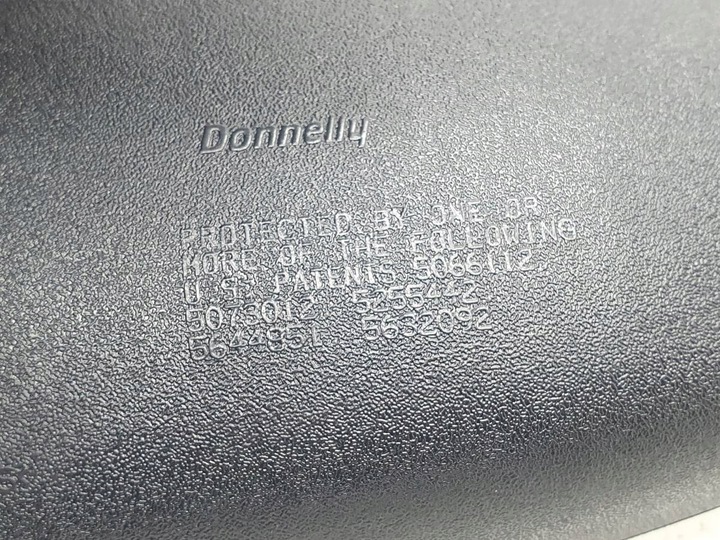 Donnelly
PROTECTED BY ONE OR
MORE OF THE FOLLOWING
U.S. PATENTS 5066112,
5073012 5255442
5644851 5632092